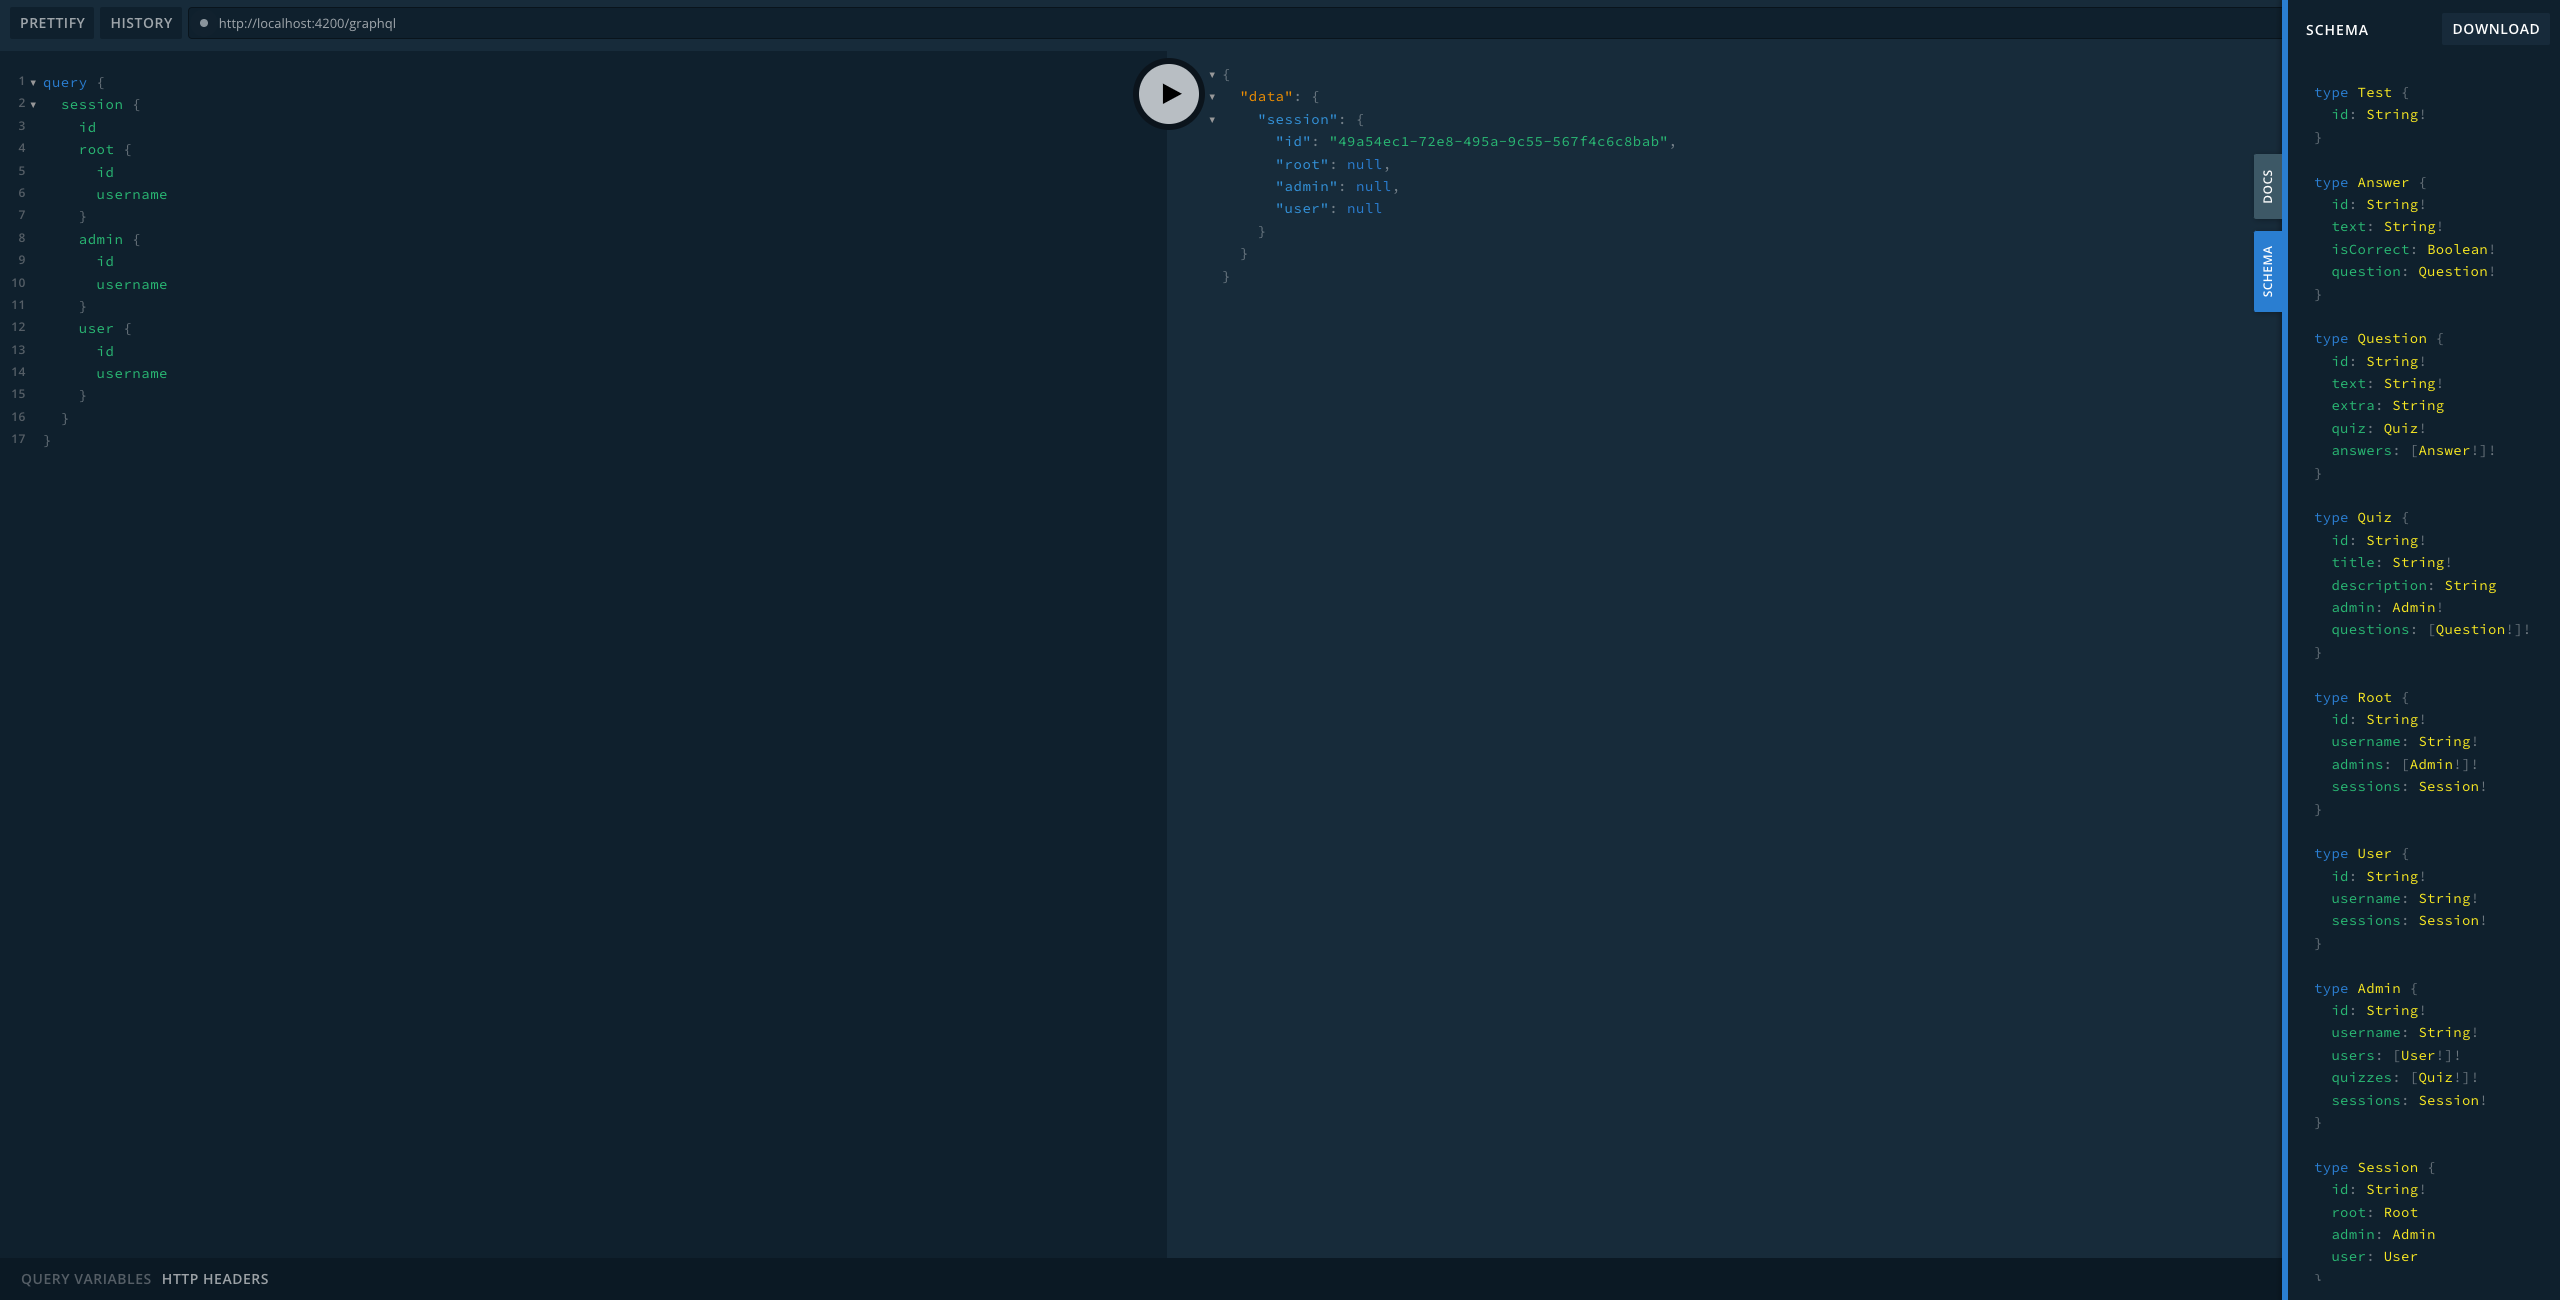 PRETTIFY HISTORY http://localhost:4200/graphql
1 query {
2 session {
3 id
4 root {
5 id
6 username
7 }
8 admin {
9 id
10 username
11 }
12 user {
13 id
14 username
15 }
16 }
17 }
{
"data": {
"session": {
"id": "49a54ec1-72e8-495a-9c55-567f4c6c8bab",
"root": null,
"admin": null,
"user": null
}
}
}
DOCS
SCHEMA
SCHEMA DOWNLOAD
type Test {
id: String!
}
type Answer {
id: String!
text: String!
isCorrect: Boolean!
question: Question!
}
type Question {
id: String!
text: String!
extra: String
quiz: Quiz!
answers: [Answer!]!
}
type Quiz {
id: String!
title: String!
description: String
admin: Admin!
questions: [Question!]!
}
type Root {
id: String!
username: String!
admins: [Admin!]!
sessions: Session!
}
type User {
id: String!
username: String!
sessions: Session!
}
type Admin {
id: String!
username: String!
users: [User!]!
quizzes: [Quiz!]!
sessions: Session!
}
type Session {
id: String!
root: Root
admin: Admin
user: User
QUERY VARIABLES HTTP HEADERS